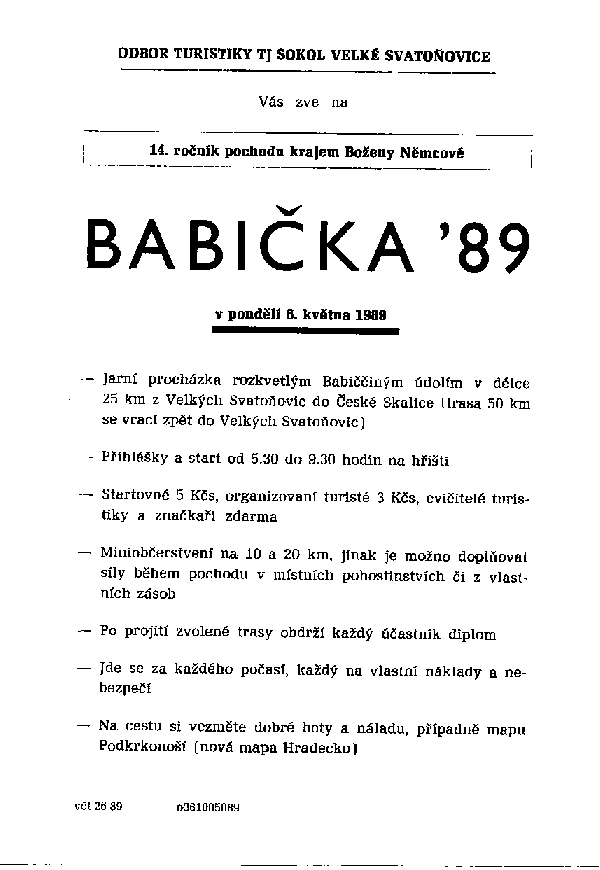 ODBOR TURISTIKY TJ SOKOL VELKÉ SVATOŇOVICE
Vás zve na
14. ročník pochodu krajem Boženy Němcové
BABIČKA '89
v pondělí 8. května 1989
— Jarní procházka rozkvetlým Babiččiným údolím v délce
25 km z Velkých Svatoňovic do České Skalice (trasa 50 km
se vrací zpět do Velkých Svatoňovic)
- Přihlášky a start od 5.30 do 9.30 hodin na hřišti
— Startovné 5 Kčs, organizovaní turisté 3 Kčs, cvičitelé turis-
tiky a značkaři zdarma
— Miniobčerstvení na 10 a 20 km, jinak je možno doplňovat
síly během pochodu v místních pohostinstvích či z vlast-
ních zásob
— Po projití zvolené trasy obdrží každý účastník diplom
— Jde se za každého počasí, každý na vlastní náklady a ne-
bezpečí
— Na cestu si vezměte dobré boty a náladu, případně mapu
Podkrkonoší (nová mapa Hradecko)
včt 26 89 o361005089